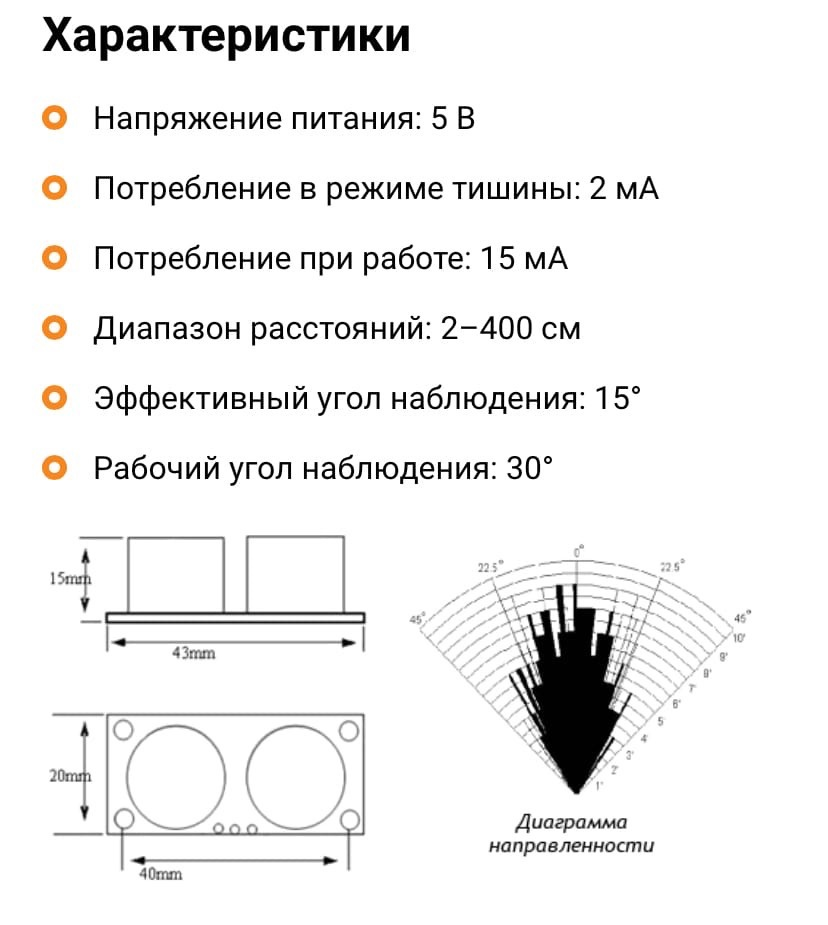 Характеристики
Напряжение питания: 5 В
Потребление в режиме тишины: 2 мА
Потребление при работе: 15 мА
Диапазон расстояний: 2–400 см
Эффективный угол наблюдения: 15°
Рабочий угол наблюдения: 30°
15mm
43mm
20mm
40mm
0°
22.5°
22.5°
45°
45°
10'
9'
8'
7'
6'
5'
4'
3'
2'
1'
Диаграмма
направленности